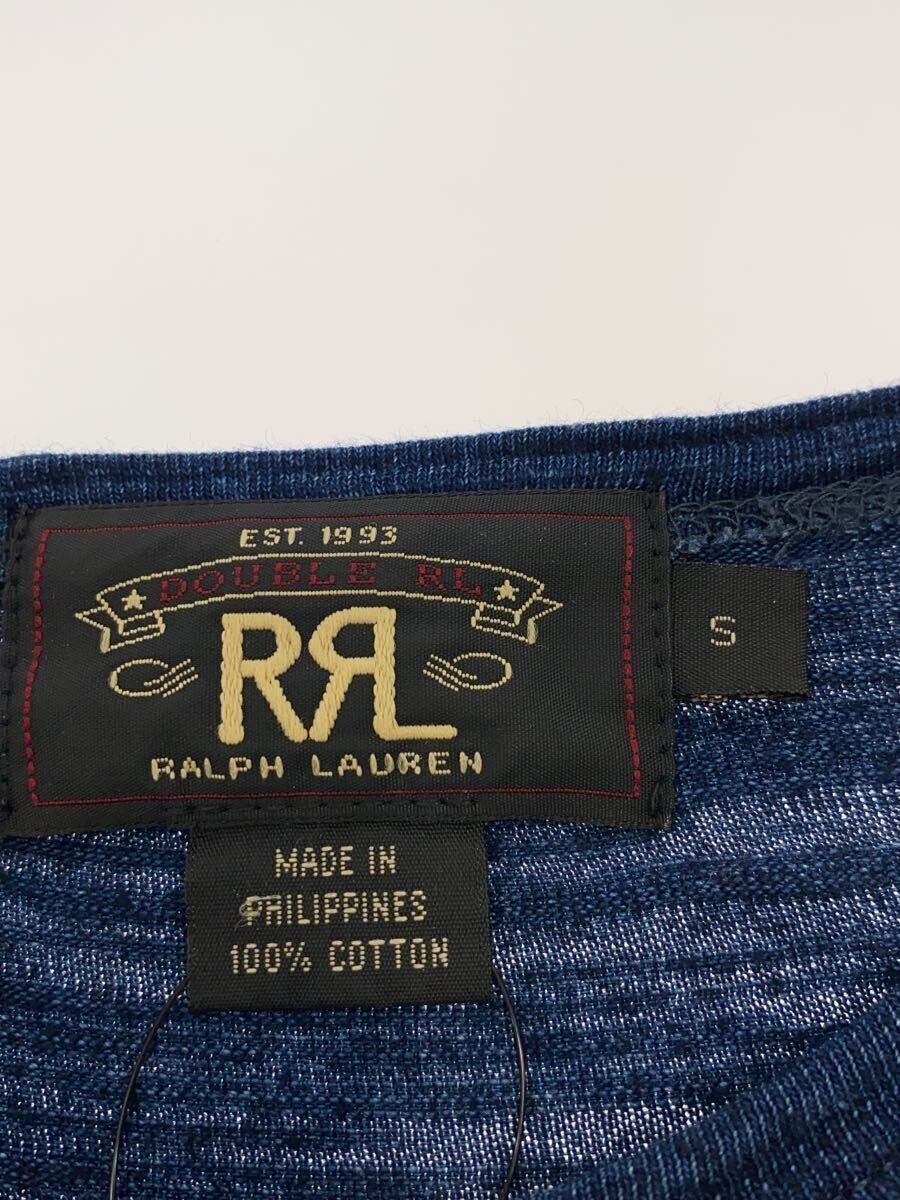 EST. 1993
DOUBLE RL
RRL
RALPH LAUREN
S
MADE IN
PHILIPPINES
100% COTTON